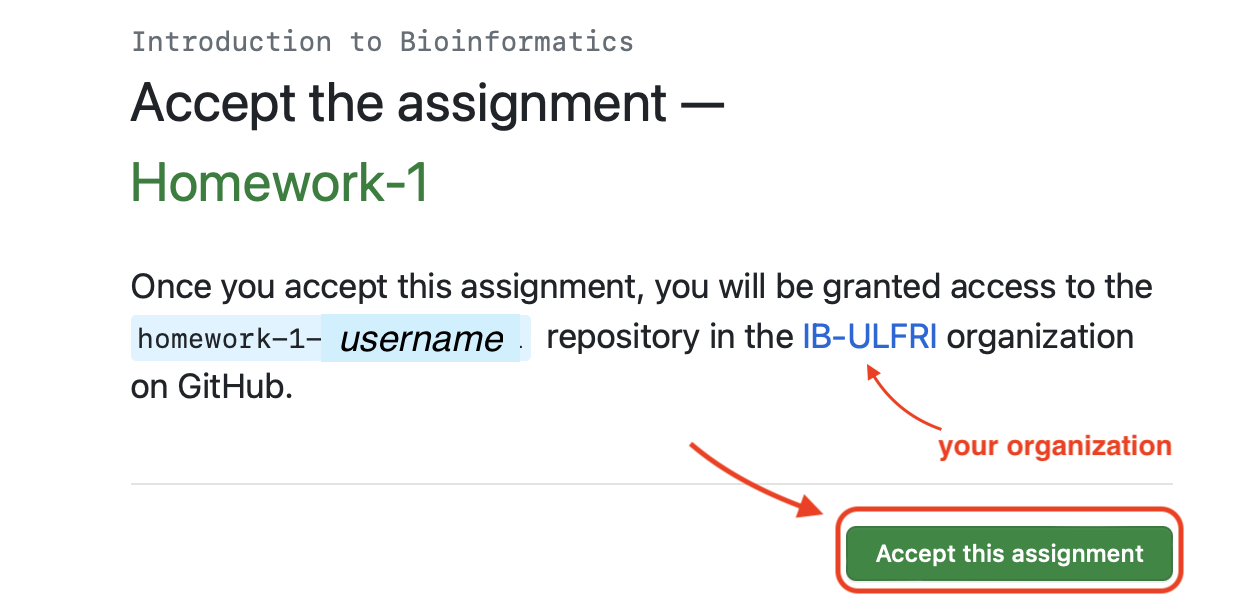 Introduction to Bioinformatics
Accept the assignment —
Homework-1
Once you accept this assignment, you will be granted access to the
homework-1- username repository in the IB-ULFRI organization
on GitHub.
your organization
Accept this assignment